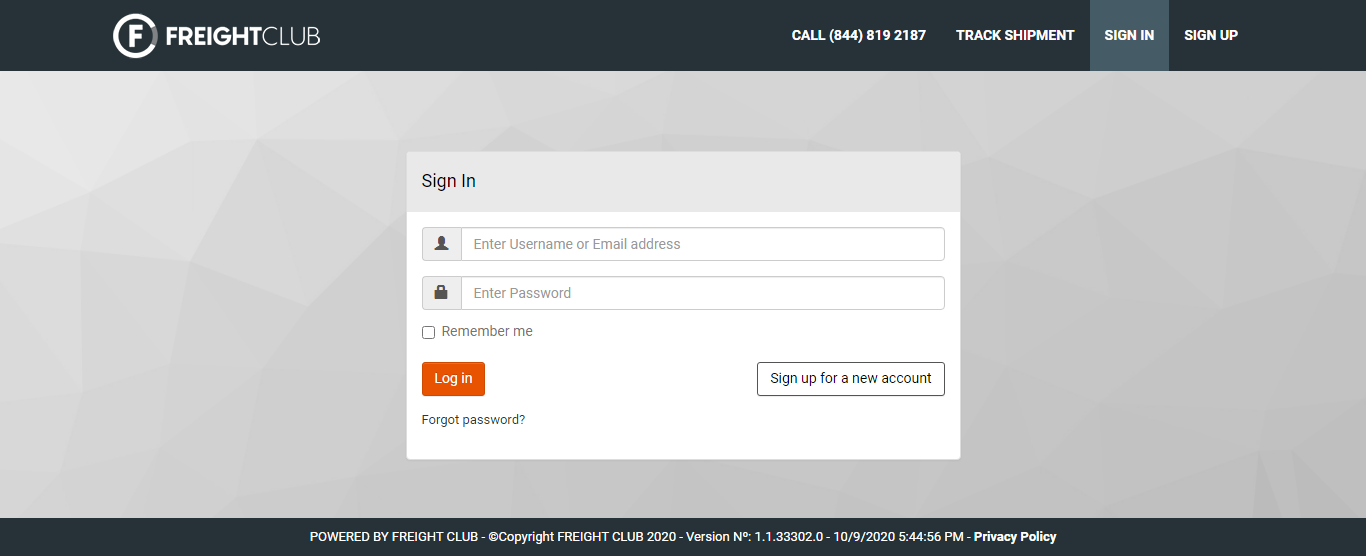 F FREIGHTCLUB
CALL (844) 819 2187 TRACK SHIPMENT SIGN IN SIGN UP
Sign In
Enter Username or Email address
Enter Password
Remember me
Log in Sign up for a new account
Forgot password?
POWERED BY FREIGHT CLUB - ©Copyright FREIGHT CLUB 2020 - Version Nº: 1.1.33302.0 - 10/9/2020 5:44:56 PM - Privacy Policy